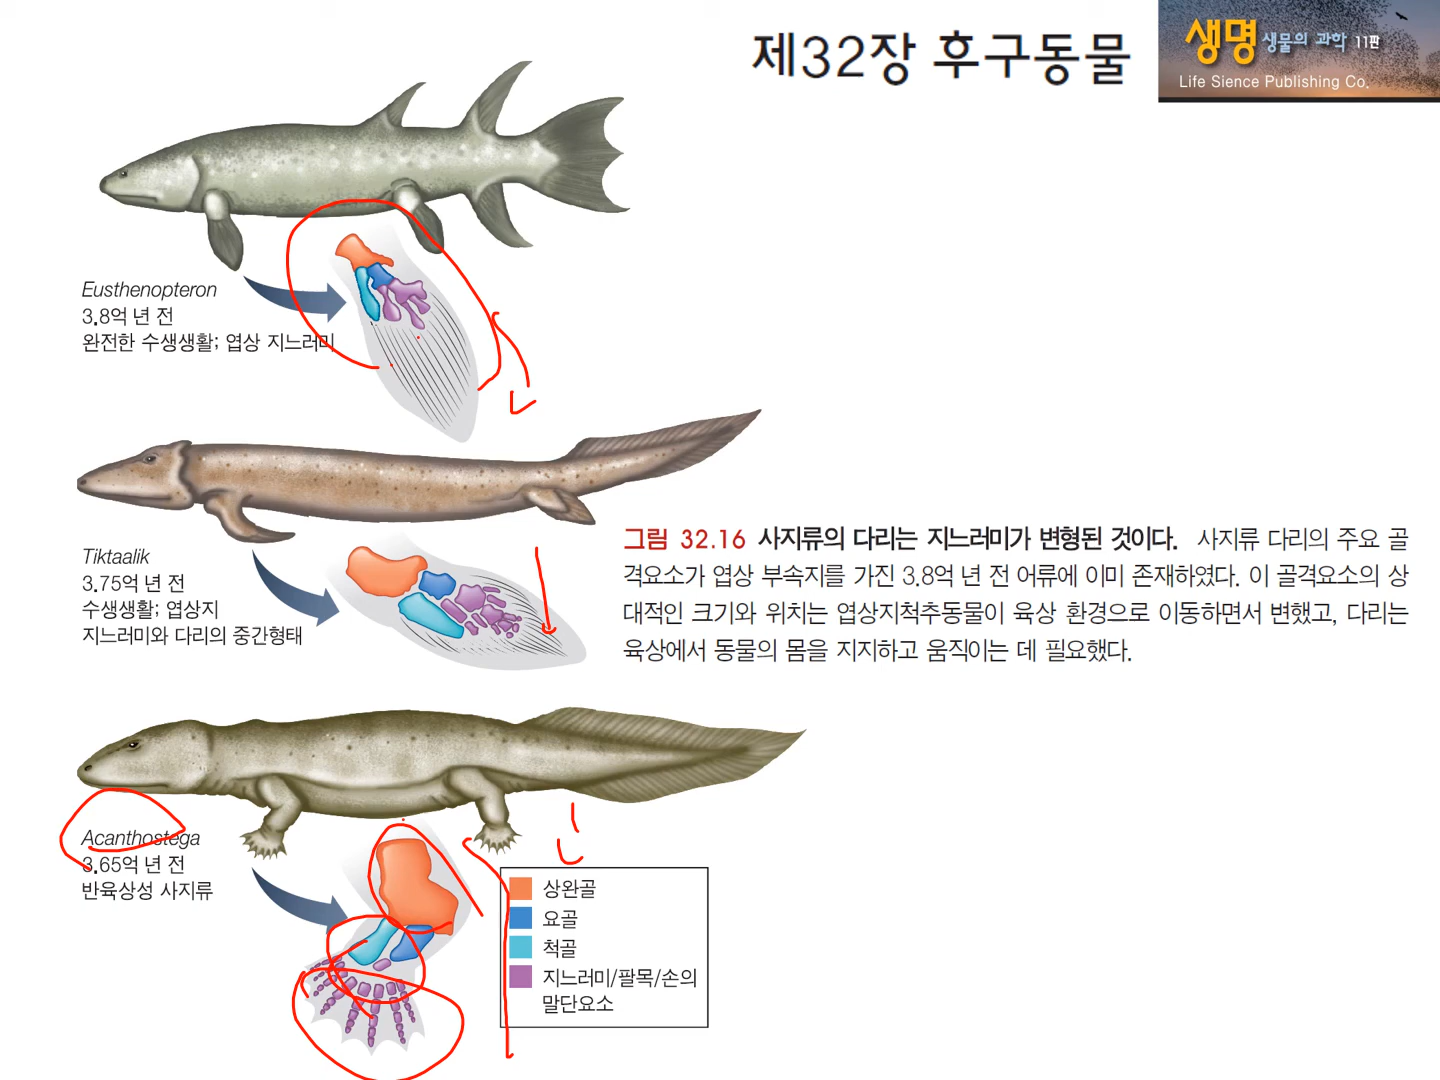 제32장 후구동물
생명 생물의 과학 11판
Life Sience Publishing Co.
Eusthenopteron
3.8억 년 전
완전한 수생생활; 엽상 지느러미
Tiktaalik
3.75억 년 전
수생생활; 엽상지
지느러미와 다리의 중간형태
그림 32.16 사지류의 다리는 지느러미가 변형된 것이다. 사지류 다리의 주요 골
격요소가 엽상 부속지를 가진 3.8억 년 전 어류에 이미 존재하였다. 이 골격요소의 상
대적인 크기와 위치는 엽상지척추동물이 육상 환경으로 이동하면서 변했고, 다리는
육상에서 동물의 몸을 지지하고 움직이는 데 필요했다.
Acanthostega
3.65억 년 전
반육상성 사지류
상완골
요골
척골
지느러미/팔목/손의
말단요소